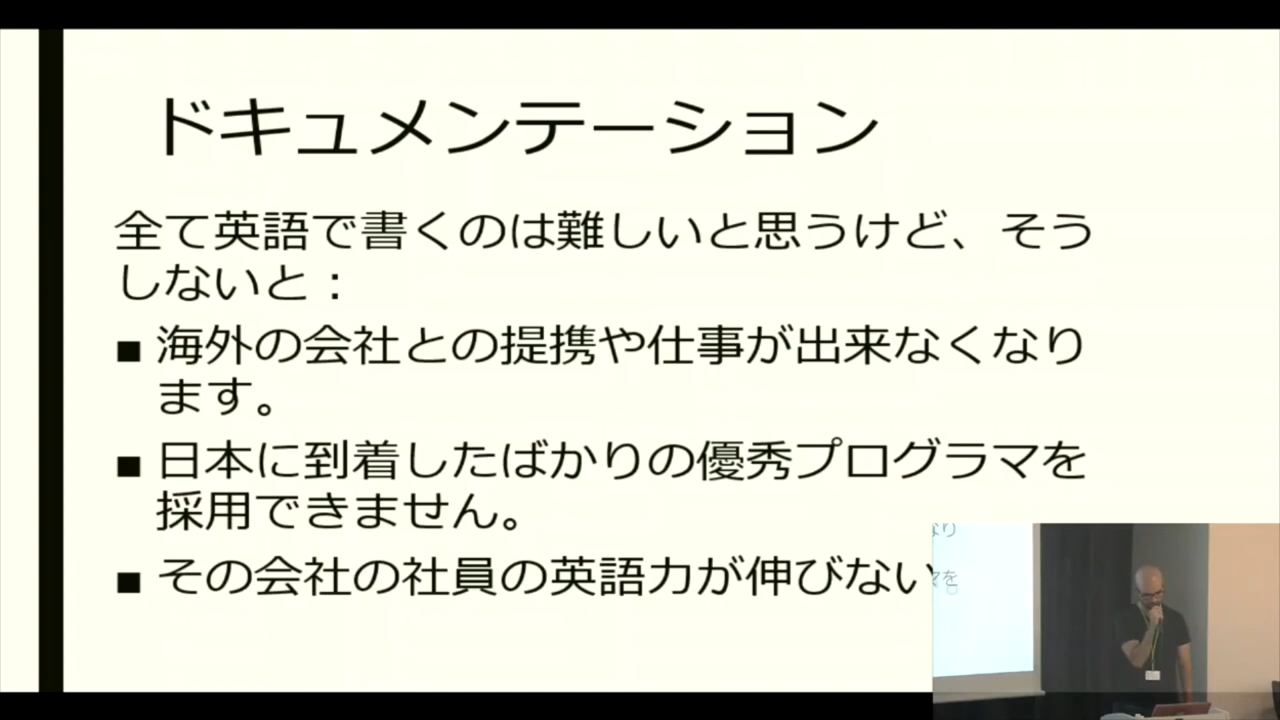 ドキュメンテーション
全て英語で書くのは難しいと思うけど、そう
しないと：
■ 海外の会社との提携や仕事が出来なくなり
ます。
■ 日本に到着したばかりの優秀プログラマを
採用できません。
■ その会社の社員の英語力が伸びない
なり
マを
。